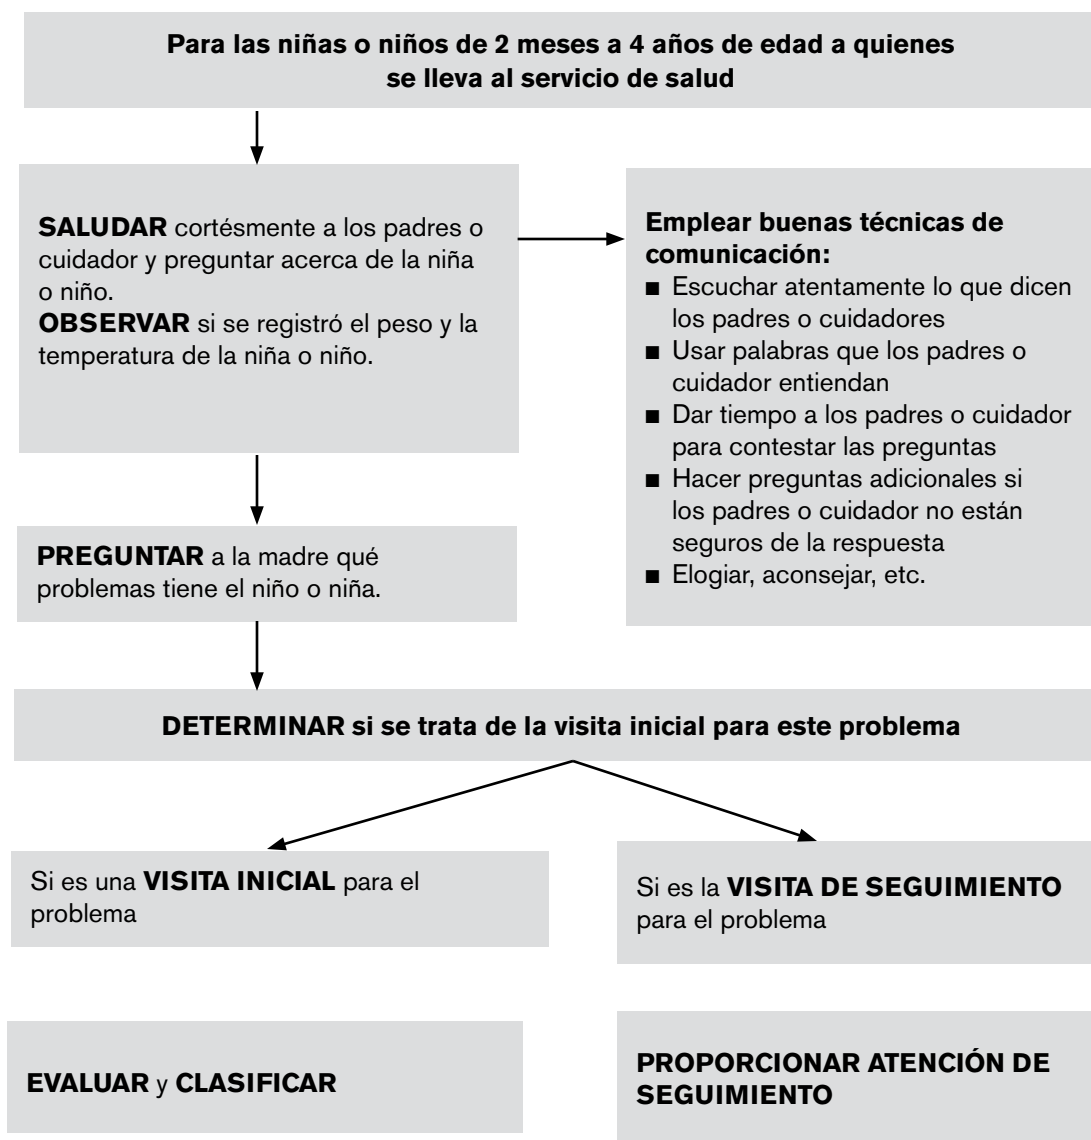 Para las niñas o niños de 2 meses a 4 años de edad a quienes
se lleva al servicio de salud
SALUDAR cortésmente a los padres o
cuidador y preguntar acerca de la niña
o niño.
OBSERVAR si se registró el peso y la
temperatura de la niña o niño.
Emplear buenas técnicas de
comunicación:
■ Escuchar atentamente lo que dicen
los padres o cuidadores
■ Usar palabras que los padres o
cuidador entiendan
■ Dar tiempo a los padres o cuidador
para contestar las preguntas
■ Hacer preguntas adicionales si
los padres o cuidador no están
seguros de la respuesta
■ Elogiar, aconsejar, etc.
PREGUNTAR a la madre qué
problemas tiene el niño o niña.
DETERMINAR si se trata de la visita inicial para este problema
Si es una VISITA INICIAL para el
problema
Si es la VISITA DE SEGUIMIENTO
para el problema
EVALUAR y CLASIFICAR
PROPORCIONAR ATENCIÓN DE
SEGUIMIENTO